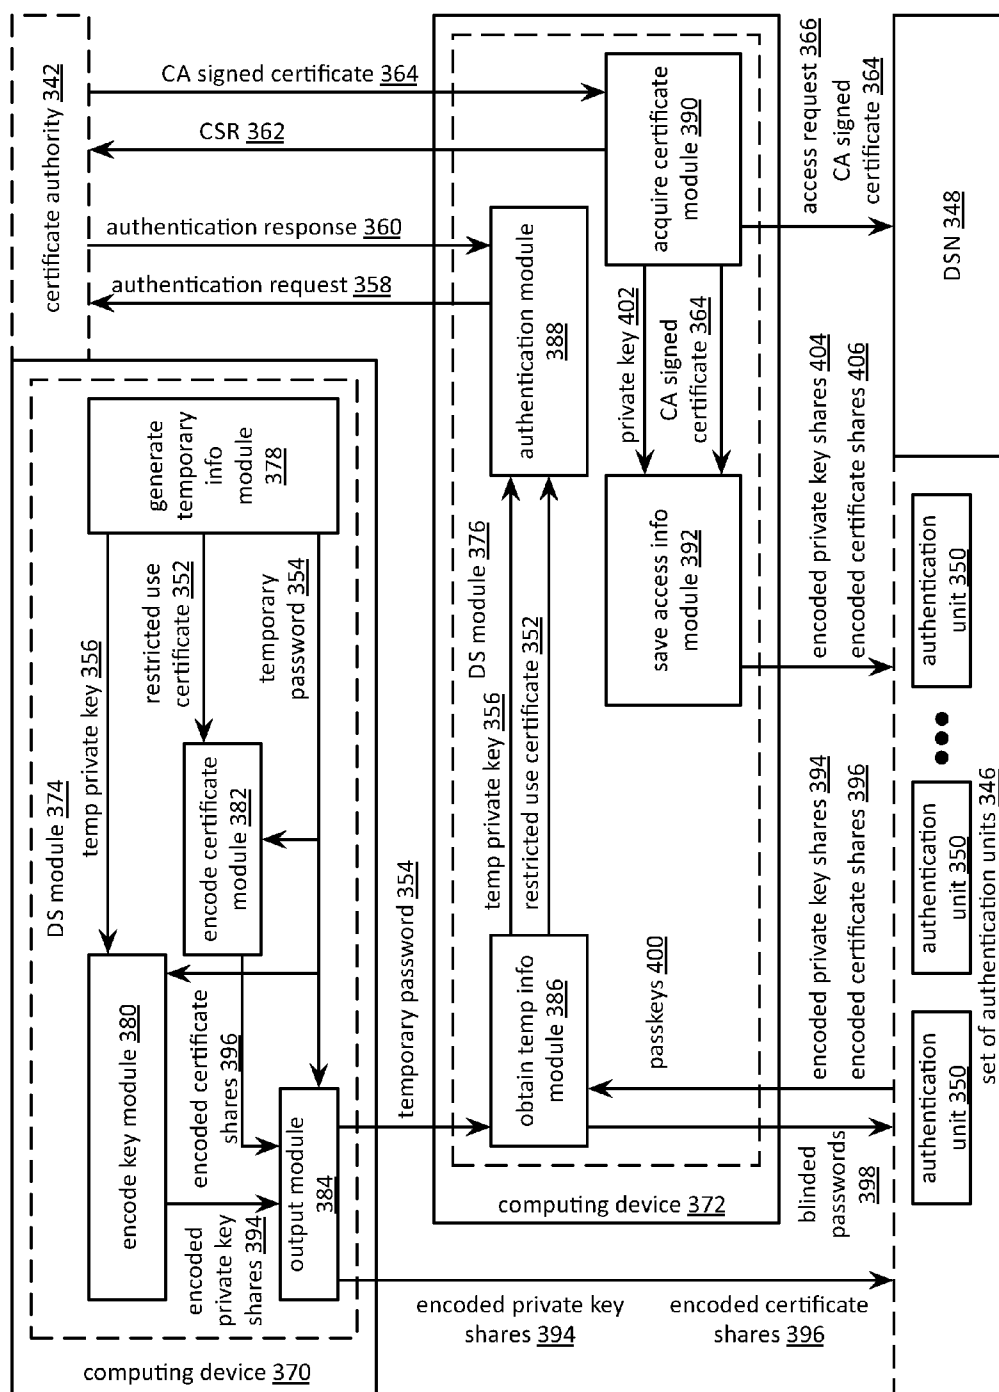 certificate authority 342
CA signed certificate 364
CSR 362
authentication response 360
authentication request 358
acquire certificate
module 390
access request 366
CA signed
certificate 364
DSN 348
authentication module
388
private key 402
CA signed
certificate 364
generate
temporary
info
module
378
temp private key 356
restricted use
certificate 352
temporary
password 354
DS module 374
encode certificate
module 382
encode key module 380
encoded certificate
shares 396
encoded
private key
shares 394
output module
384
computing device 370
temporary password 354
DS module 376
temp private key 356
restricted use certificate 352
save access info
module 392
encoded private key shares 404
encoded certificate shares 406
obtain temp info
module 386
passkeys 400
encoded private key shares 394
encoded certificate shares 396
blinded
passwords
398
computing device 372
encoded private key
shares 394
encoded certificate
shares 396
authentication
unit 350
authentication
unit 350
authentication
unit 350
set of authentication units 346